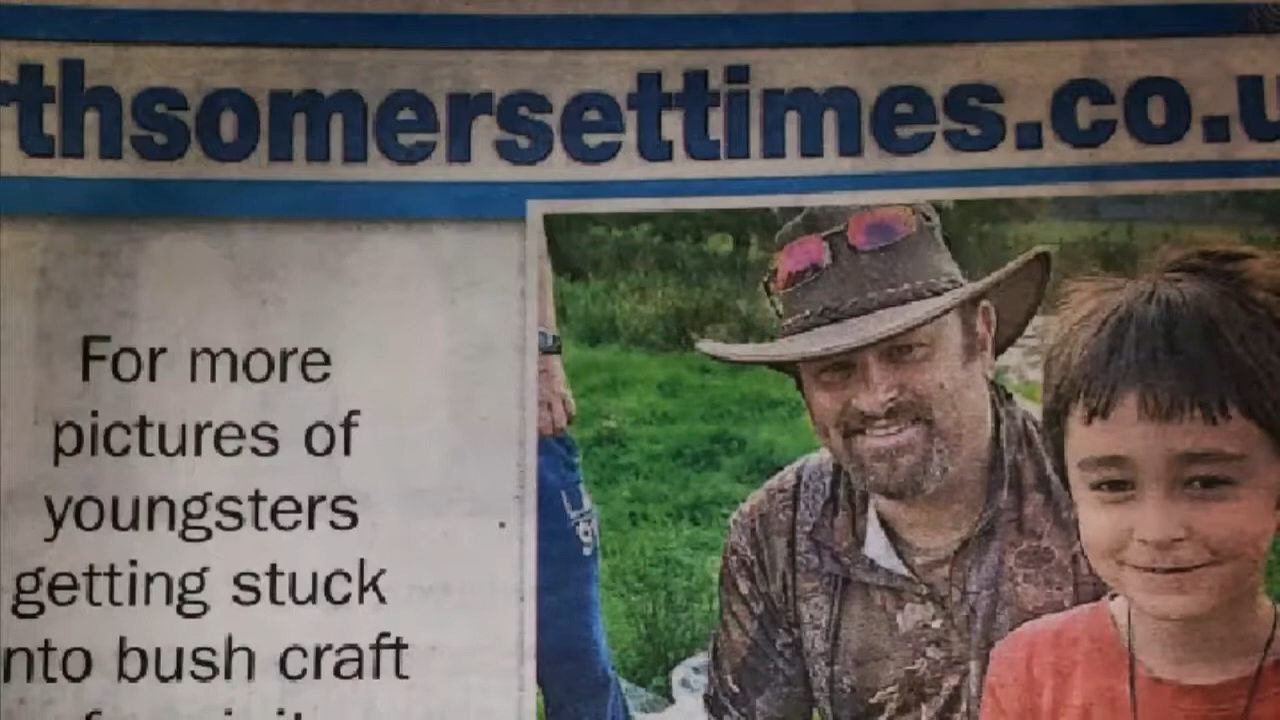 rthsomersettimes.co.u
For more
pictures of
youngsters
getting stuck
nto bush craft